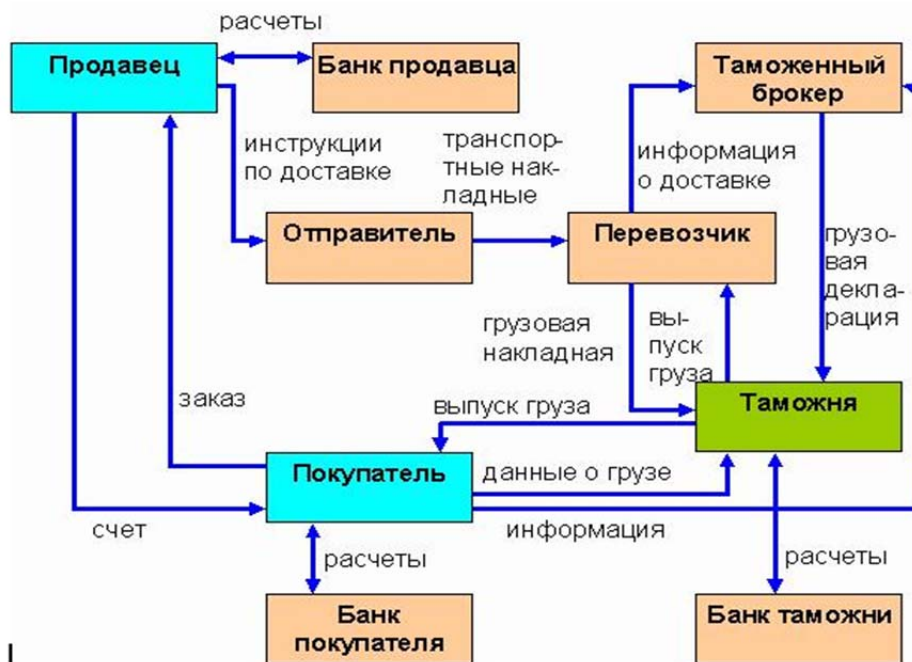 расчеты
Продавец
Банк продавца
Таможенный
брокер
инструкции
по доставке
транспор-
тные нак-
ладные
информация
о доставке
Отправитель
Перевозчик
грузо-
вая
декла-
рация
грузовая
накладная
вы-
пуск
груза
заказ
выпуск груза
Таможня
Покупатель
данные о грузе
счет
информация
расчеты
расчеты
Банк
покупателя
Банк таможни